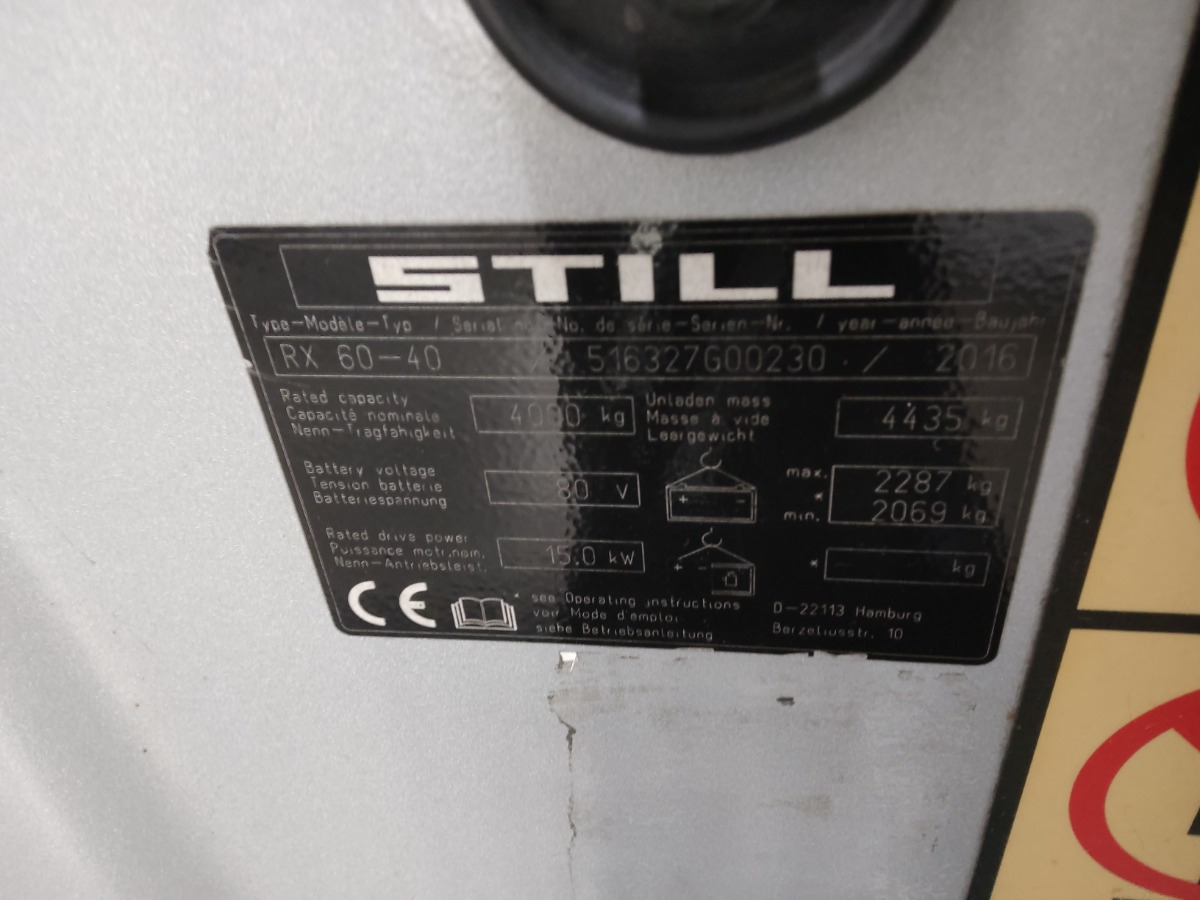 STILL
Type-Modèle-Typ / Serial no.-No. de série-Serien-Nr. / year-année-Baujahr
RX 60-40 / 516327G00230 / 2016
Rated capacity
Capacité nominale
Nenn-Tragfähigkeit
kg
Unladen mass
Masse à vide
Leergewicht
4435 kg
Battery voltage
Tension batterie
Batteriespannung
80 V
+ -
max. 2287 kg
*
min. 2069 kg
Rated drive power
Puissance motr.nom.
Nenn-Antriebsleist.
15.0 kW
+ -
* kg
CE
* see Operating instructions
voir Mode d'emploi
siehe Betriebsanleitung
D-22113 Hamburg
Berzeliusstr. 10